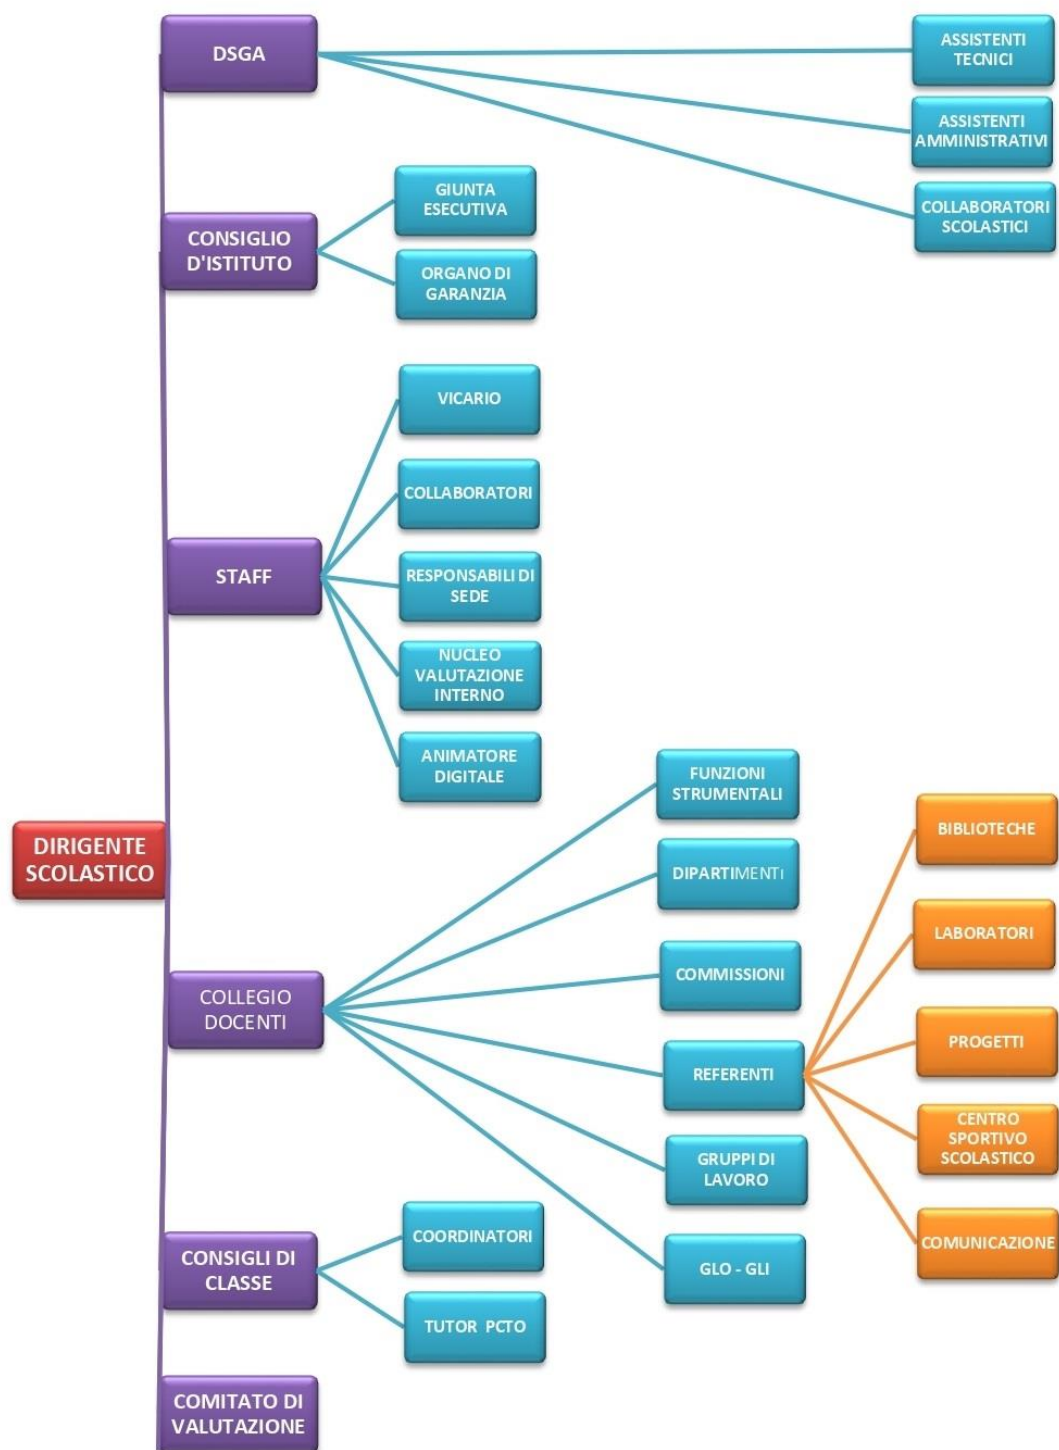 DSGA
ASSISTENTI
TECNICI
ASSISTENTI
AMMINISTRATIVI
COLLABORATORI
SCOLASTICI
CONSIGLIO
D'ISTITUTO
GIUNTA
ESECUTIVA
ORGANO DI
GARANZIA
STAFF
VICARIO
COLLABORATORI
RESPONSABILI DI
SEDE
NUCLEO
VALUTAZIONE
INTERNO
ANIMATORE
DIGITALE
DIRIGENTE
SCOLASTICO
COLLEGIO
DOCENTI
FUNZIONI
STRUMENTALI
DIPARTIMENTi
COMMISSIONI
REFERENTI
GRUPPI DI
LAVORO
GLO - GLI
BIBLIOTECHE
LABORATORI
PROGETTI
CENTRO
SPORTIVO
SCOLASTICO
COMUNICAZIONE
CONSIGLI DI
CLASSE
COORDINATORI
TUTOR PCTO
COMITATO DI
VALUTAZIONE